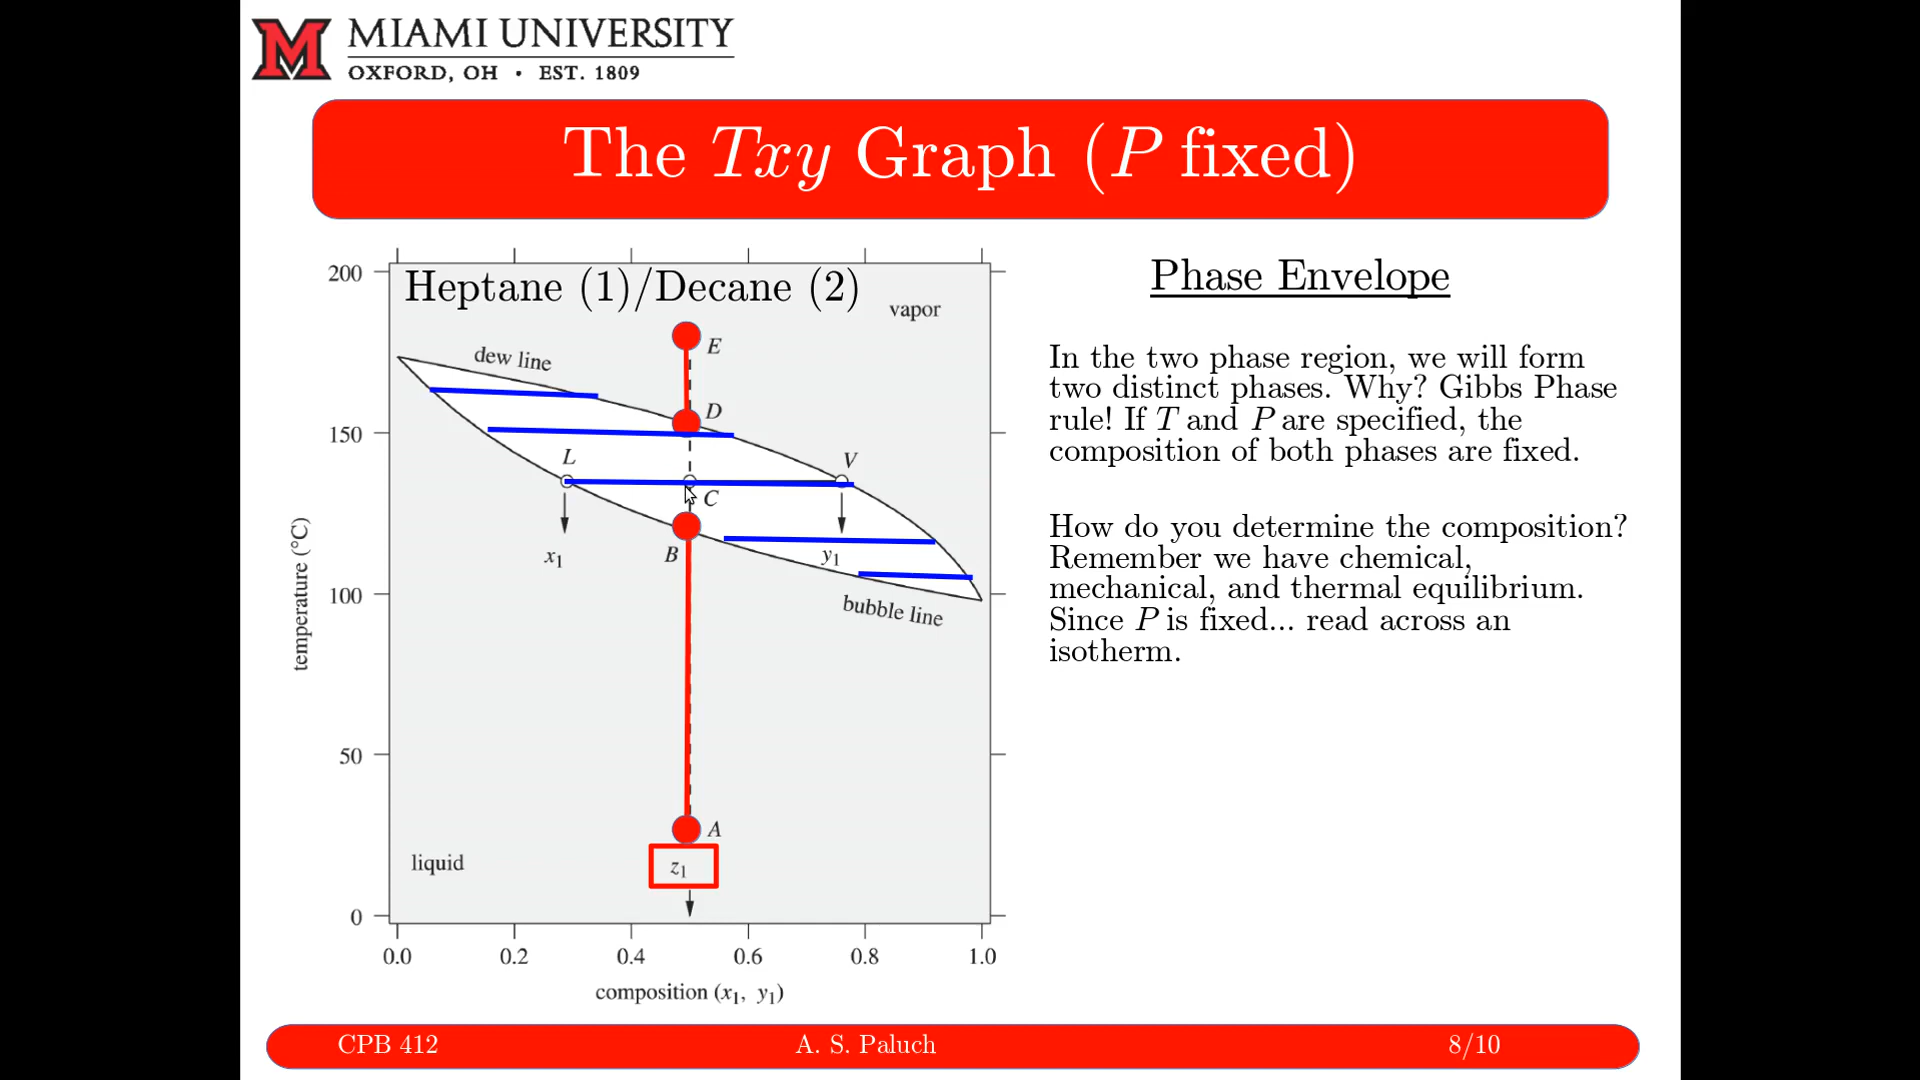 MIAMI UNIVERSITY
OXFORD, OH • EST. 1809
The Txy Graph (P fixed)
Heptane (1)/Decane (2)
vapor
dew line
E
D
L
V
C
B
x₁
y₁
bubble line
A
z₁
liquid
200
150
100
50
0
temperature (°C)
0.0 0.2 0.4 0.6 0.8 1.0
composition (x₁, y₁)
Phase Envelope
In the two phase region, we will form
two distinct phases. Why? Gibbs Phase
rule! If T and P are specified, the
composition of both phases are fixed.
How do you determine the composition?
Remember we have chemical,
mechanical, and thermal equilibrium.
Since P is fixed... read across an
isotherm.
CPB 412 A. S. Paluch 8/10